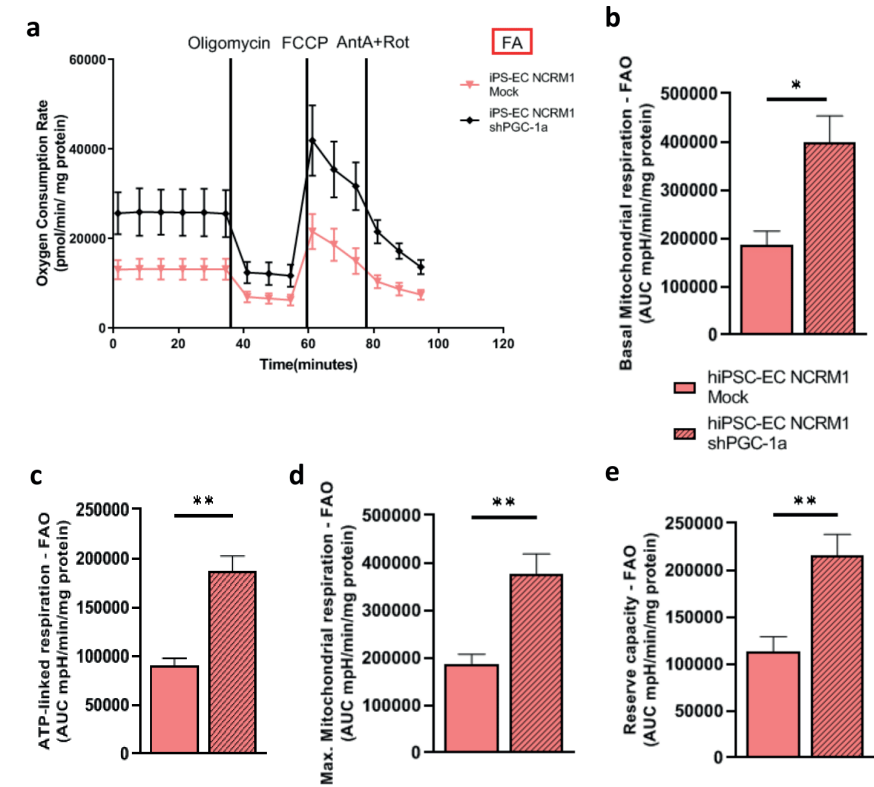 a
Oligomycin FCCP AntA+Rot
FA
iPS-EC NCRM1
Mock
iPS-EC NCRM1
shPGC-1a
Oxygen Consumption Rate
(pmol/min/ mg protein)
60000
40000
20000
0
0 20 40 60 80 100 120
Time(minutes)
b
Basal Mitochondrial respiration - FAO
(AUC mpH/min/mg protein)
500000
400000
300000
200000
100000
0
*
hiPSC-EC NCRM1
Mock
hiPSC-EC NCRM1
shPGC-1a
c
ATP-linked respiration - FAO
(AUC mpH/min/mg protein)
250000
200000
150000
100000
50000
0
**
d
Max. Mitochondrial respiration - FAO
(AUC mpH/min/mg protein)
500000
400000
300000
200000
100000
0
**
e
Reserve capacity - FAO
(AUC mpH/min/mg protein)
250000
200000
150000
100000
50000
0
**